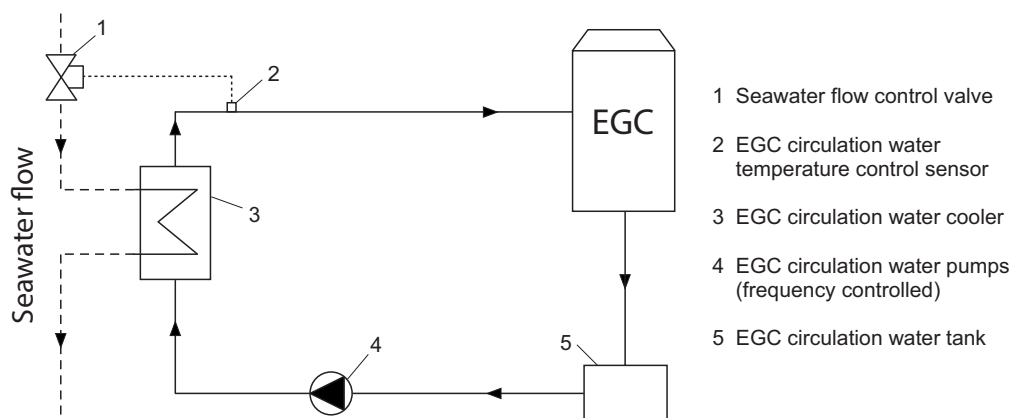 1
2
EGC
3
Seawater flow
4
5
1 Seawater flow control valve
2 EGC circulation water
temperature control sensor
3 EGC circulation water cooler
4 EGC circulation water pumps
(frequency controlled)
5 EGC circulation water tank